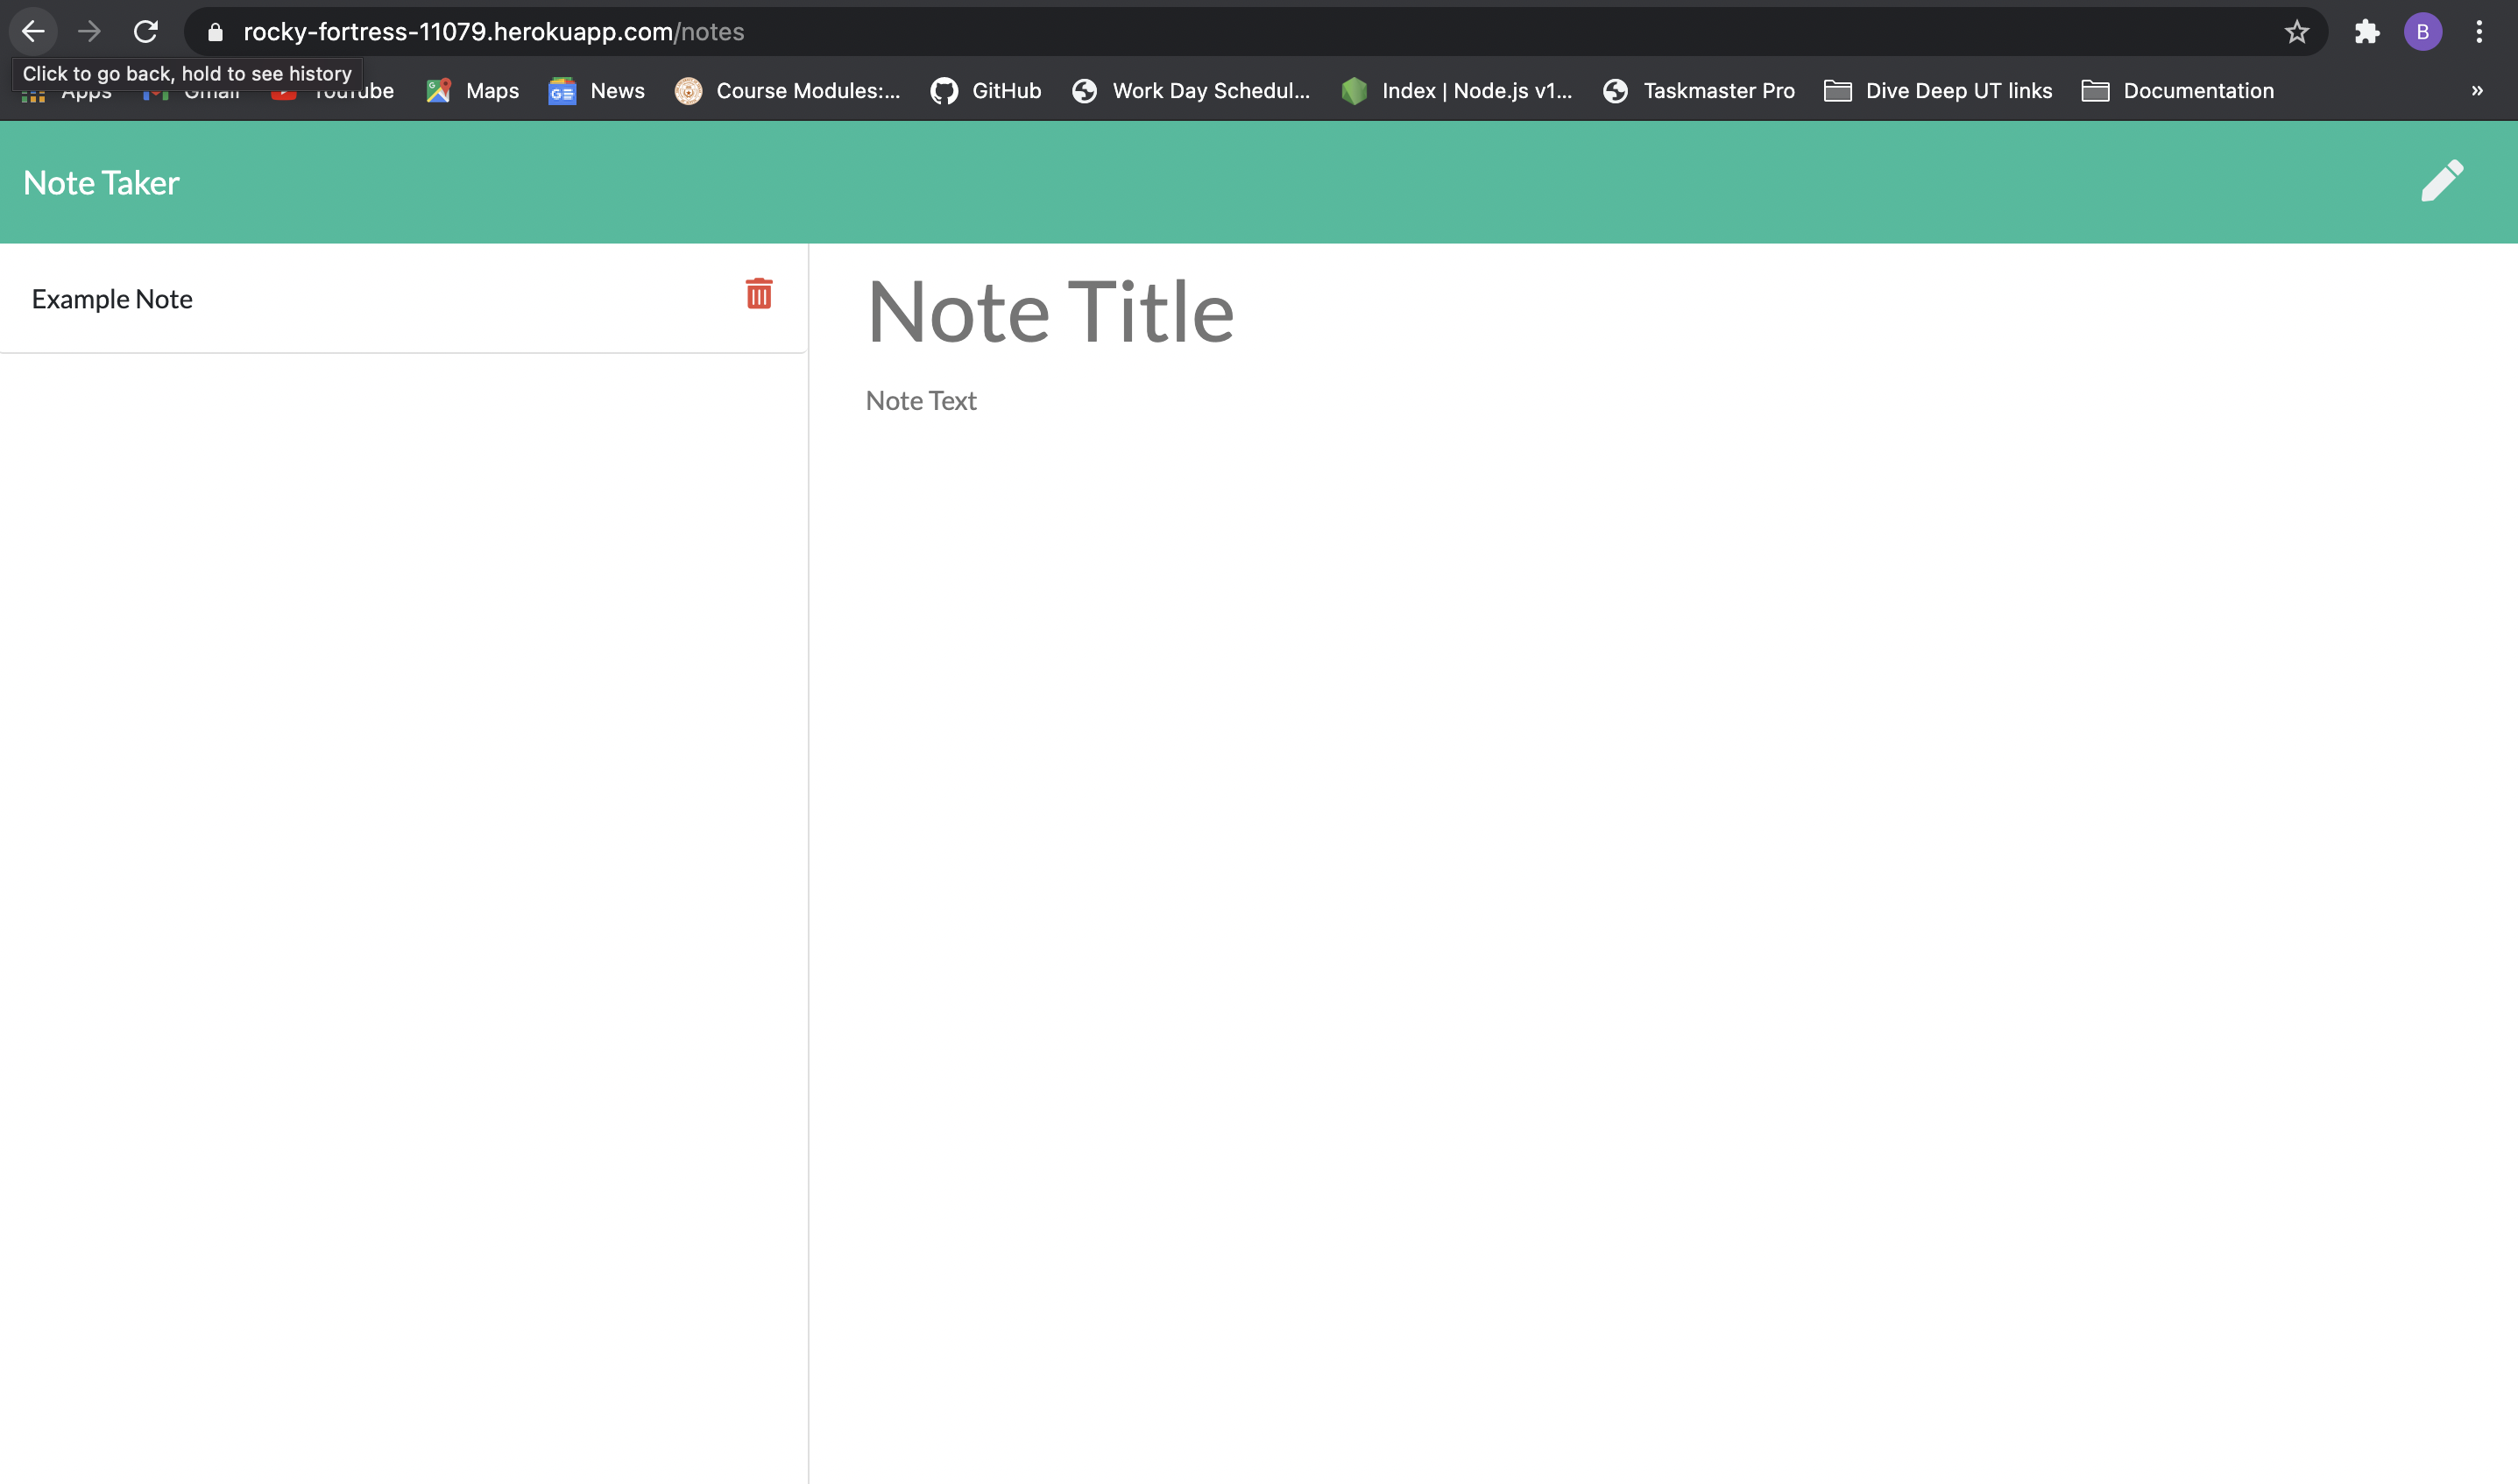 rocky-fortress-11079.herokuapp.com/notes
B
Click to go back, hold to see history
Apps Gmail YouTube Maps News Course Modules:... GitHub Work Day Schedul... Index | Node.js v1... Taskmaster Pro Dive Deep UT links Documentation »
Note Taker
Example Note
Note Title
Note Text